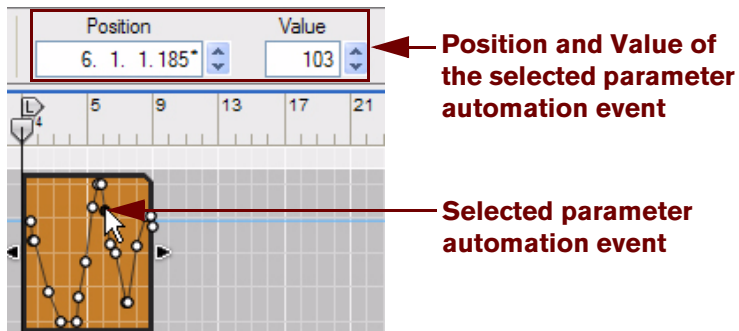 Position Value
6. 1. 1.185* 103
Position and Value of
the selected parameter
automation event
L
4 5 9 13 17 21
Selected parameter
automation event